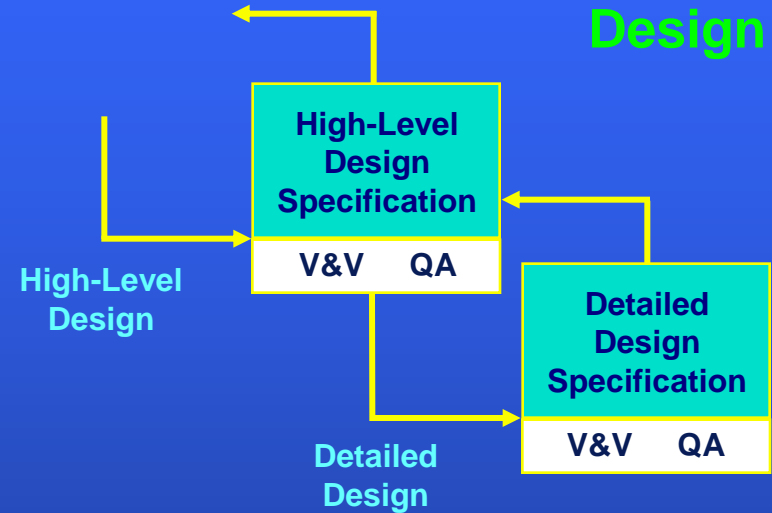 Design
High-Level
Design
Specification
V&V QA
High-Level
Design
Detailed
Design
Specification
V&V QA
Detailed
Design